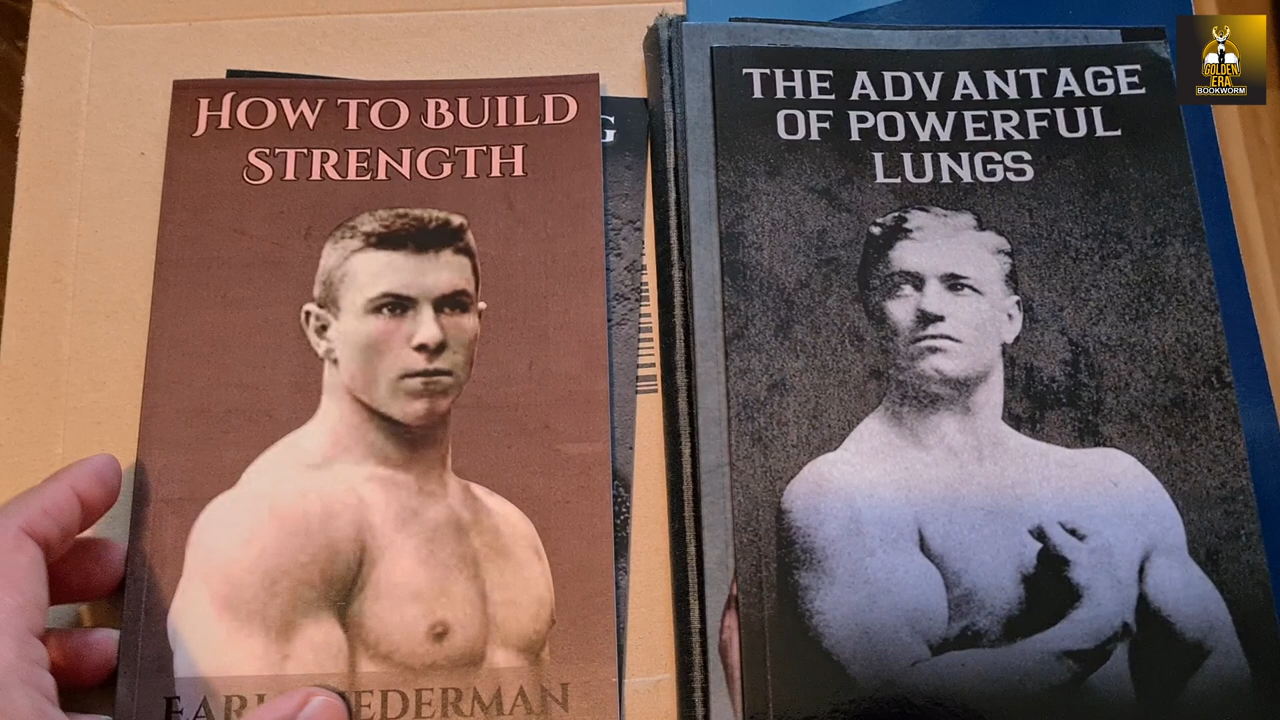 HOW TO BUILD
STRENGTH
THE ADVANTAGE
OF POWERFUL
LUNGS
GOLDEN
ERA
BOOKWORM